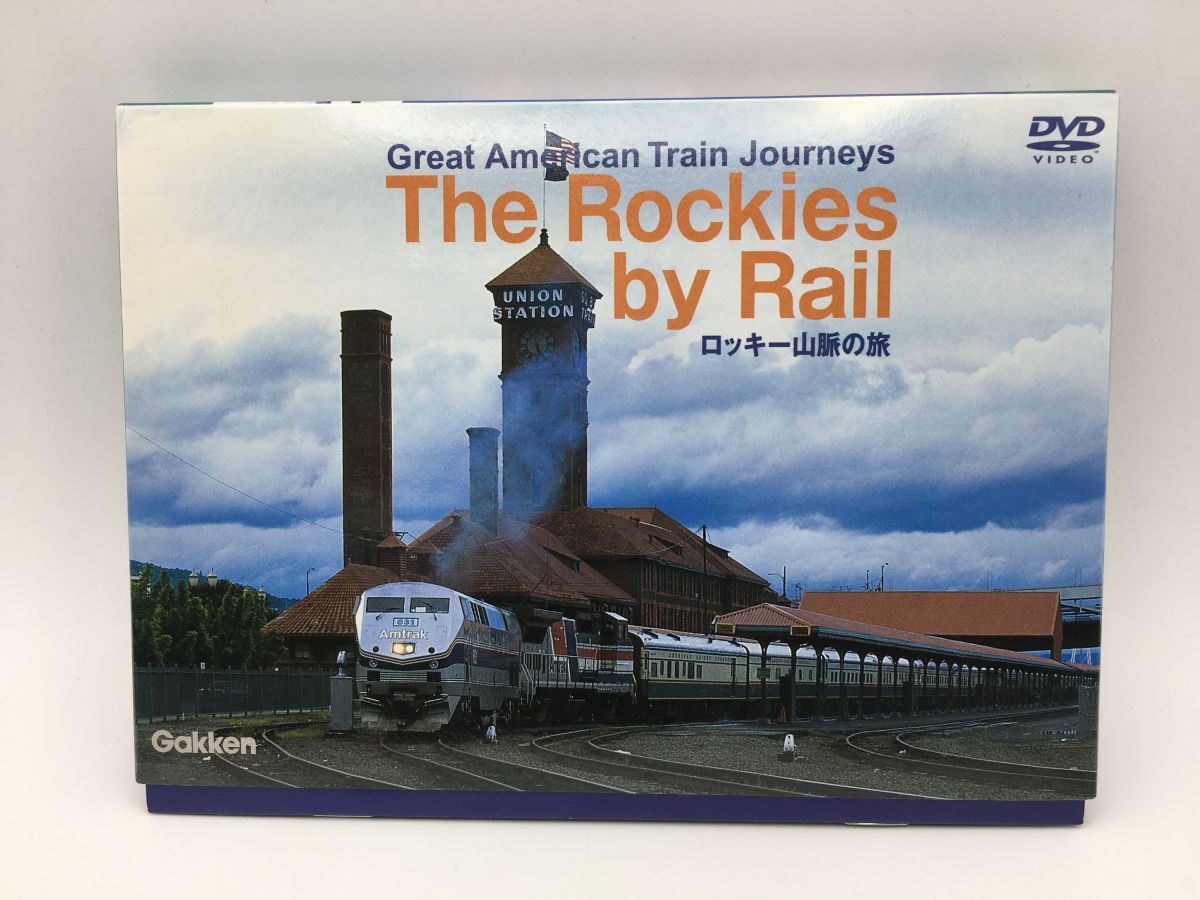 DVD
VIDEO™
Great American Train Journeys
The Rockies
by Rail
ロッキー山脈の旅
UNION
STATION
Amtrak
Gakken